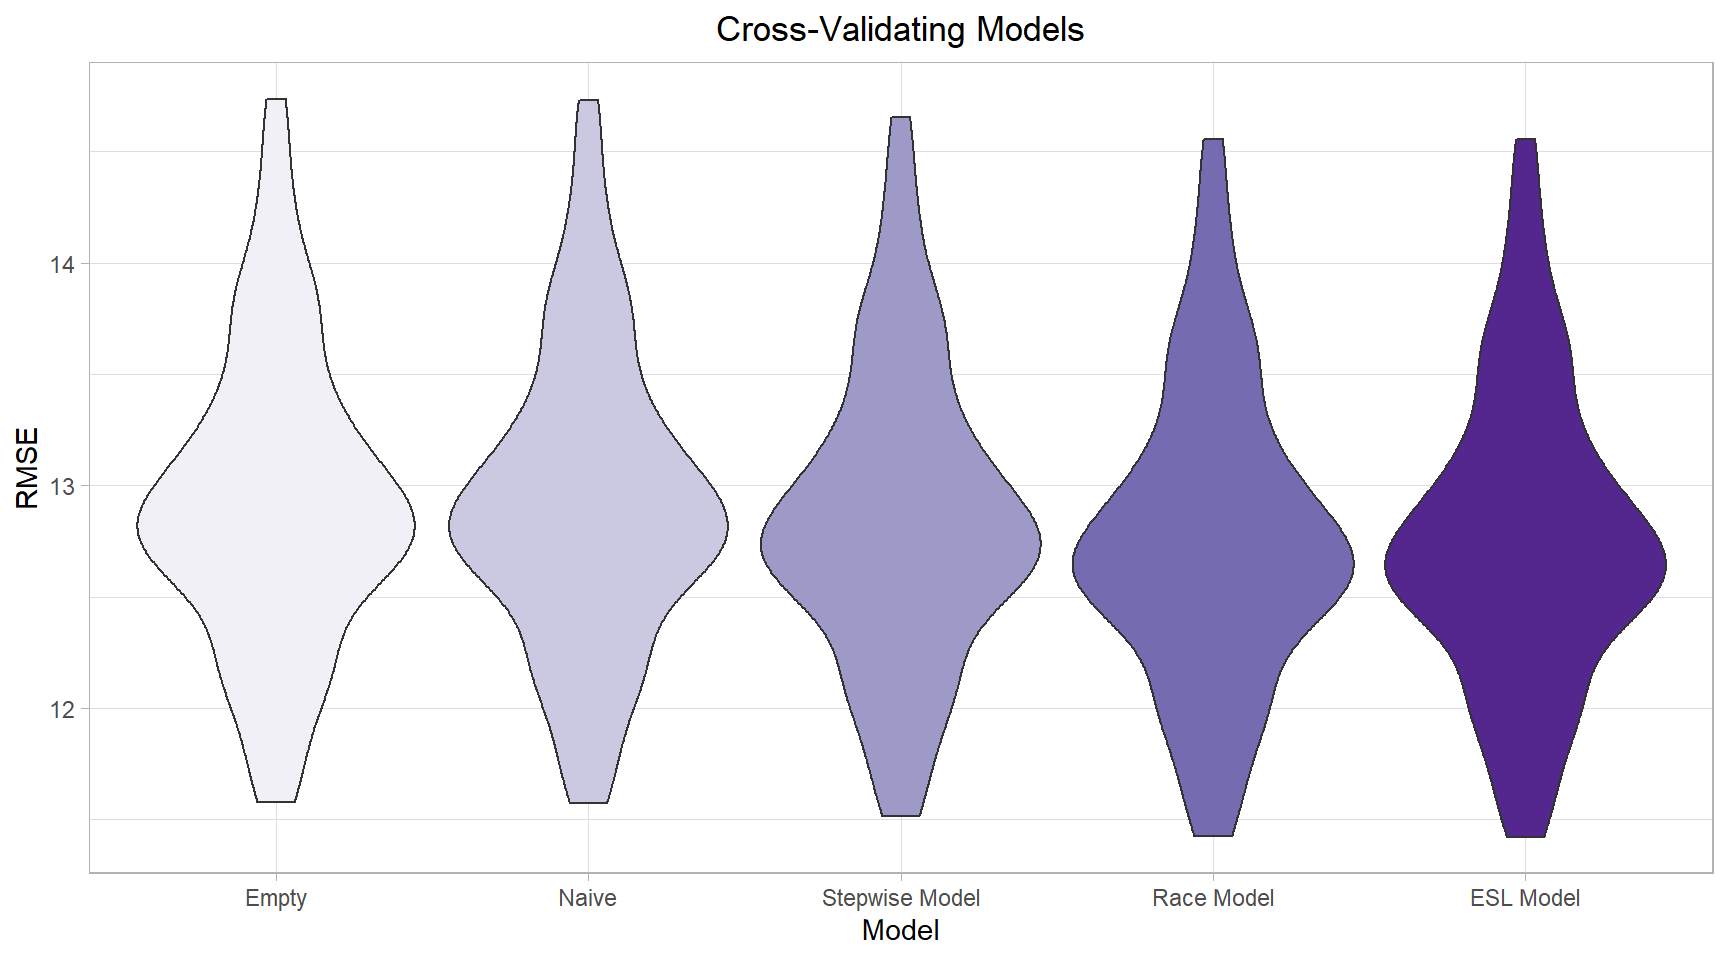 Cross-Validating Models
RMSE
14
13
12
Empty
Naive
Stepwise Model
Race Model
ESL Model
Model